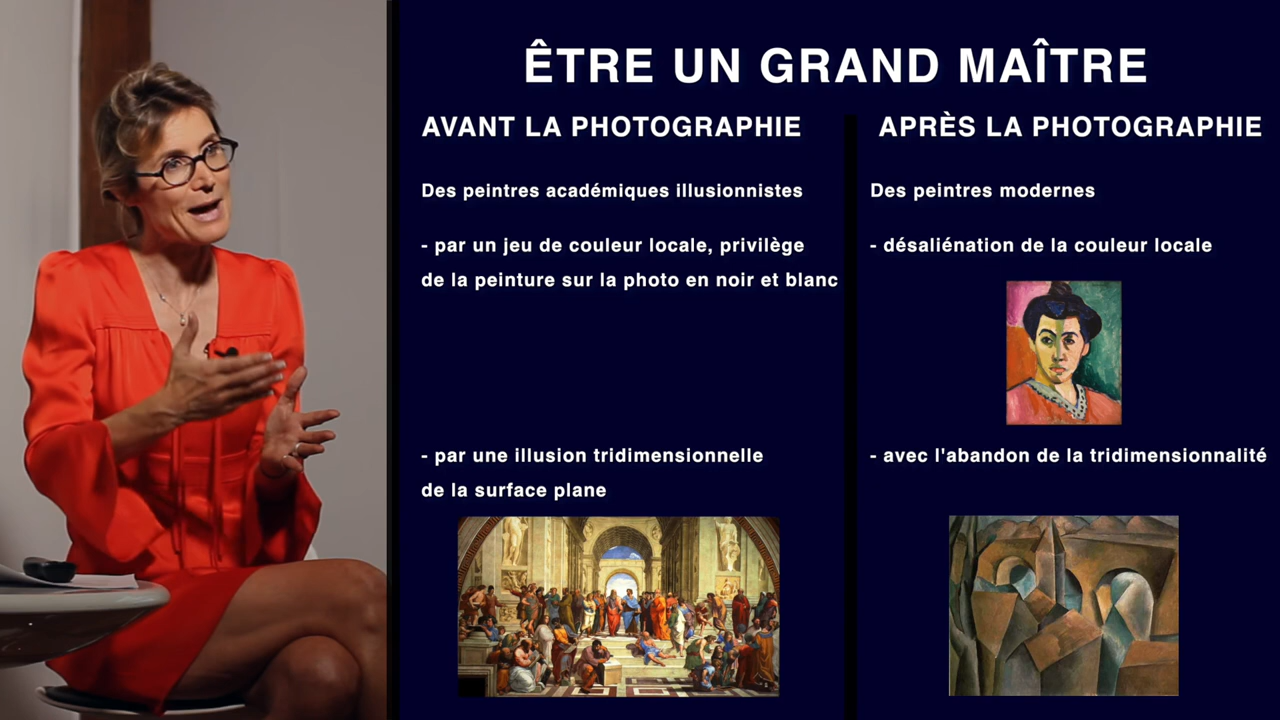 ÊTRE UN GRAND MAÎTRE
AVANT LA PHOTOGRAPHIE
Des peintres académiques illusionnistes
- par un jeu de couleur locale, privilège
de la peinture sur la photo en noir et blanc
- par une illusion tridimensionnelle
de la surface plane
APRÈS LA PHOTOGRAPHIE
Des peintres modernes
- désaliénation de la couleur locale
- avec l'abandon de la tridimensionnalité